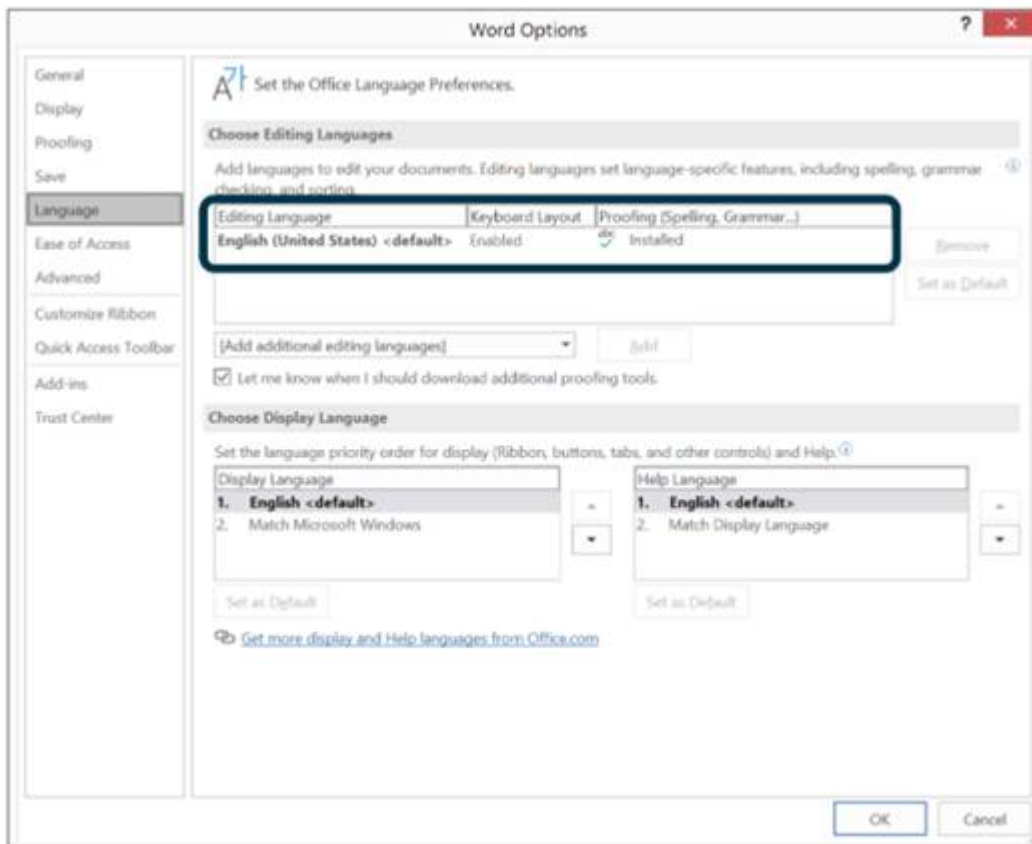 Word Options
?
General
Display
Proofing
Save
Language
Ease of Access
Advanced
Customize Ribbon
Quick Access Toolbar
Add-ins
Trust Center
Set the Office Language Preferences.
Choose Editing Languages
Add languages to edit your documents. Editing languages set language-specific features, including spelling, grammar
checking, and sorting.
Editing Language Keyboard Layout Proofing (Spelling, Grammar...)
English (United States) <default> Enabled Installed
Remove
Set as Default
[Add additional editing languages] Add
Let me know when I should download additional proofing tools.
Choose Display Language
Set the language priority order for display (Ribbon, buttons, tabs, and other controls) and Help.
Display Language
1. English <default>
2. Match Microsoft Windows
Set as Default
Help Language
1. English <default>
2. Match Display Language
Set as Default
Get more display and Help languages from Office.com
OK Cancel